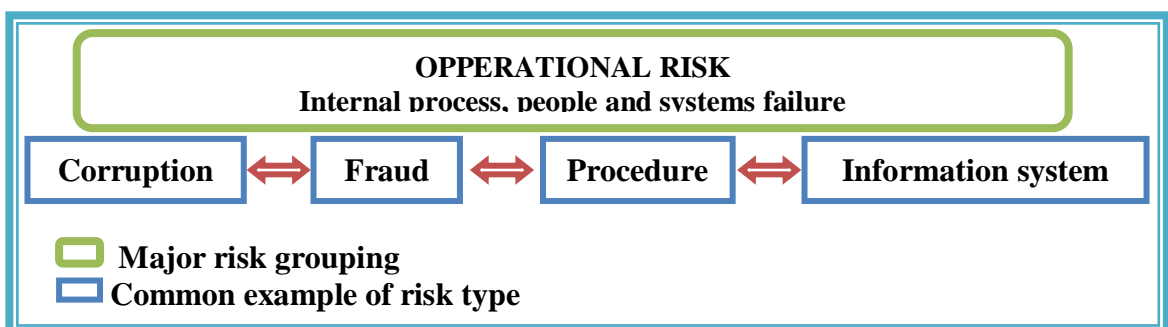 OPPERATIONAL RISK
Internal process, people and systems failure
Corruption Fraud Procedure Information system
Major risk grouping
Common example of risk type